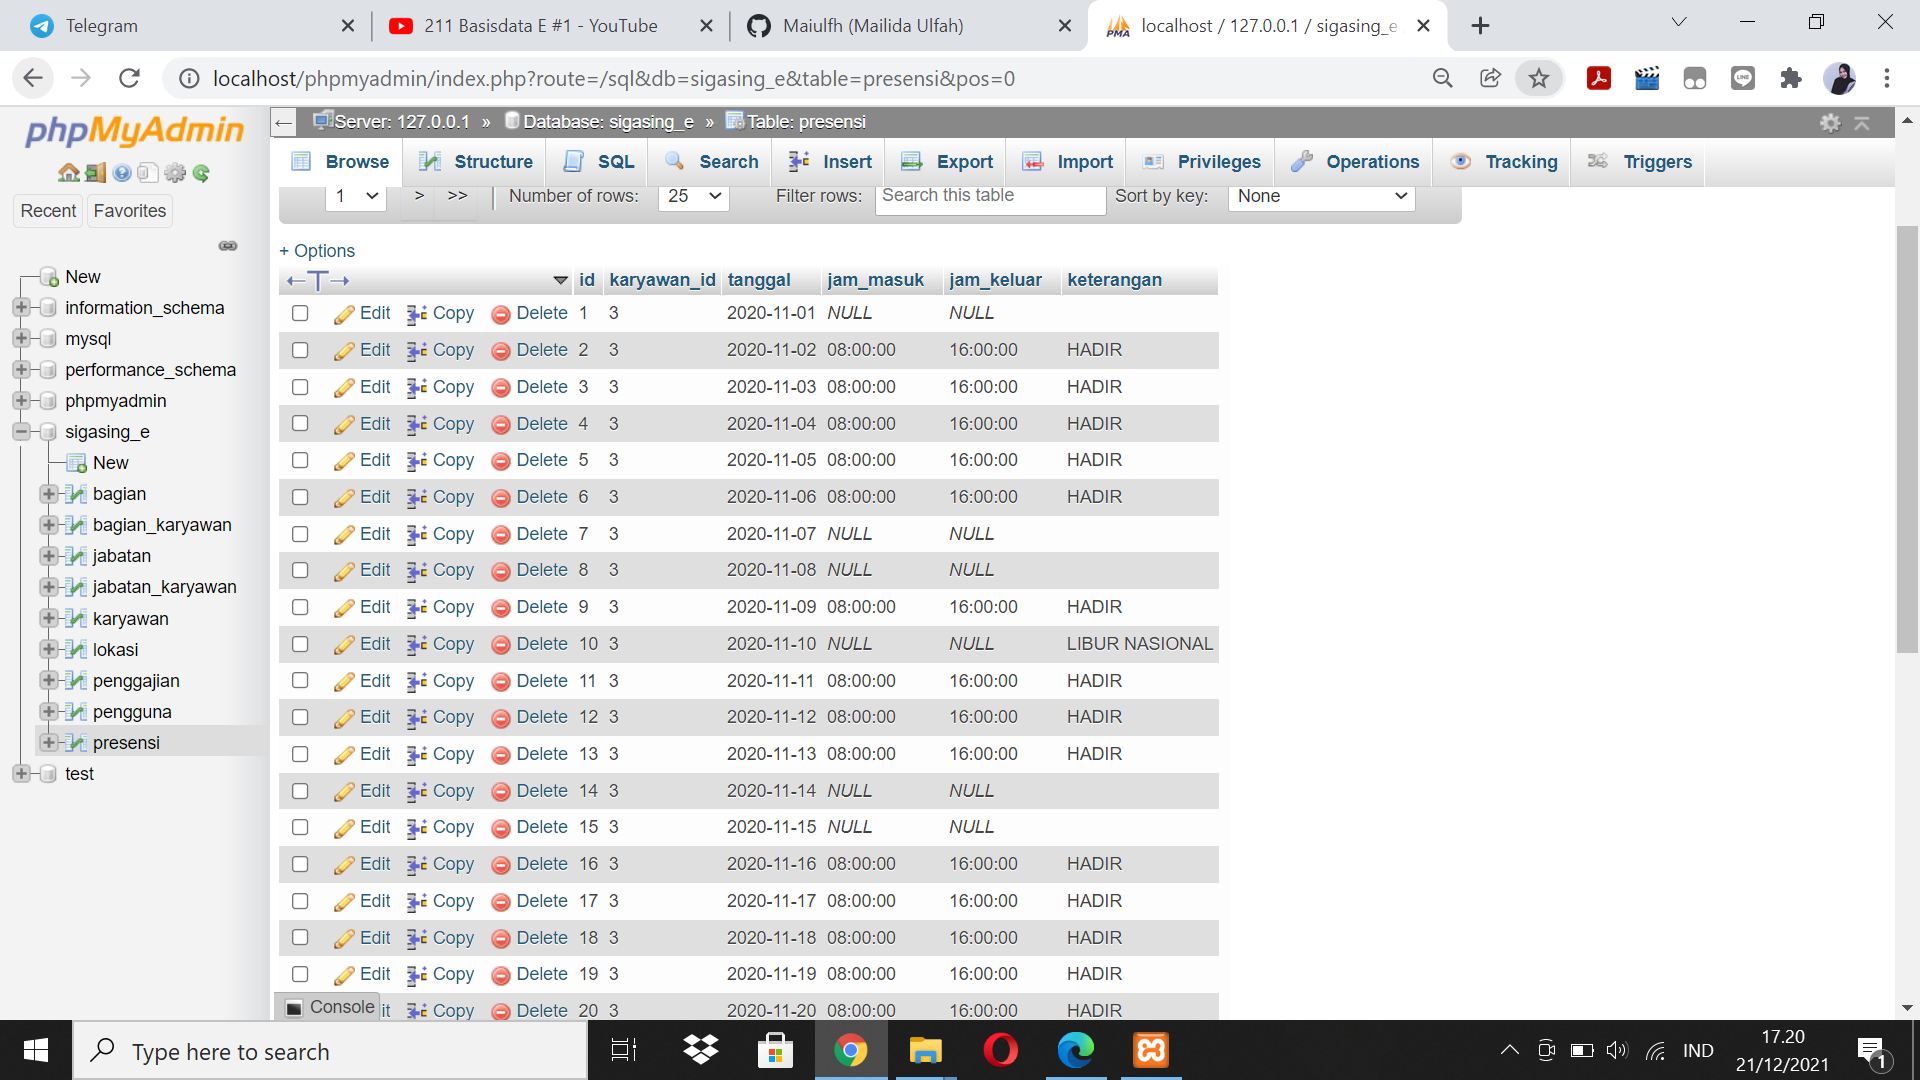 Telegram
211 Basisdata E #1 - YouTube
Maiulfh (Mailida Ulfah)
localhost / 127.0.0.1 / sigasing_e
localhost/phpmyadmin/index.php?route=/sql&db=sigasing_e&table=presensi&pos=0
phpMyAdmin
Recent Favorites
New
information_schema
mysql
performance_schema
phpmyadmin
sigasing_e
New
bagian
bagian_karyawan
jabatan
jabatan_karyawan
karyawan
lokasi
penggajian
pengguna
presensi
test
Server: 127.0.0.1 » Database: sigasing_e » Table: presensi
Browse Structure SQL Search Insert Export Import Privileges Operations Tracking Triggers
1 > >> Number of rows: 25 Filter rows: Search this table Sort by key: None
+ Options
←T→ id karyawan_id tanggal jam_masuk jam_keluar keterangan
Edit Copy Delete 1 3 2020-11-01 NULL NULL
Edit Copy Delete 2 3 2020-11-02 08:00:00 16:00:00 HADIR
Edit Copy Delete 3 3 2020-11-03 08:00:00 16:00:00 HADIR
Edit Copy Delete 4 3 2020-11-04 08:00:00 16:00:00 HADIR
Edit Copy Delete 5 3 2020-11-05 08:00:00 16:00:00 HADIR
Edit Copy Delete 6 3 2020-11-06 08:00:00 16:00:00 HADIR
Edit Copy Delete 7 3 2020-11-07 NULL NULL
Edit Copy Delete 8 3 2020-11-08 NULL NULL
Edit Copy Delete 9 3 2020-11-09 08:00:00 16:00:00 HADIR
Edit Copy Delete 10 3 2020-11-10 NULL NULL LIBUR NASIONAL
Edit Copy Delete 11 3 2020-11-11 08:00:00 16:00:00 HADIR
Edit Copy Delete 12 3 2020-11-12 08:00:00 16:00:00 HADIR
Edit Copy Delete 13 3 2020-11-13 08:00:00 16:00:00 HADIR
Edit Copy Delete 14 3 2020-11-14 NULL NULL
Edit Copy Delete 15 3 2020-11-15 NULL NULL
Edit Copy Delete 16 3 2020-11-16 08:00:00 16:00:00 HADIR
Edit Copy Delete 17 3 2020-11-17 08:00:00 16:00:00 HADIR
Edit Copy Delete 18 3 2020-11-18 08:00:00 16:00:00 HADIR
Edit Copy Delete 19 3 2020-11-19 08:00:00 16:00:00 HADIR
it Copy Delete 20 3 2020-11-20 08:00:00 16:00:00 HADIR
Console
Type here to search
IND
17.20
21/12/2021
1